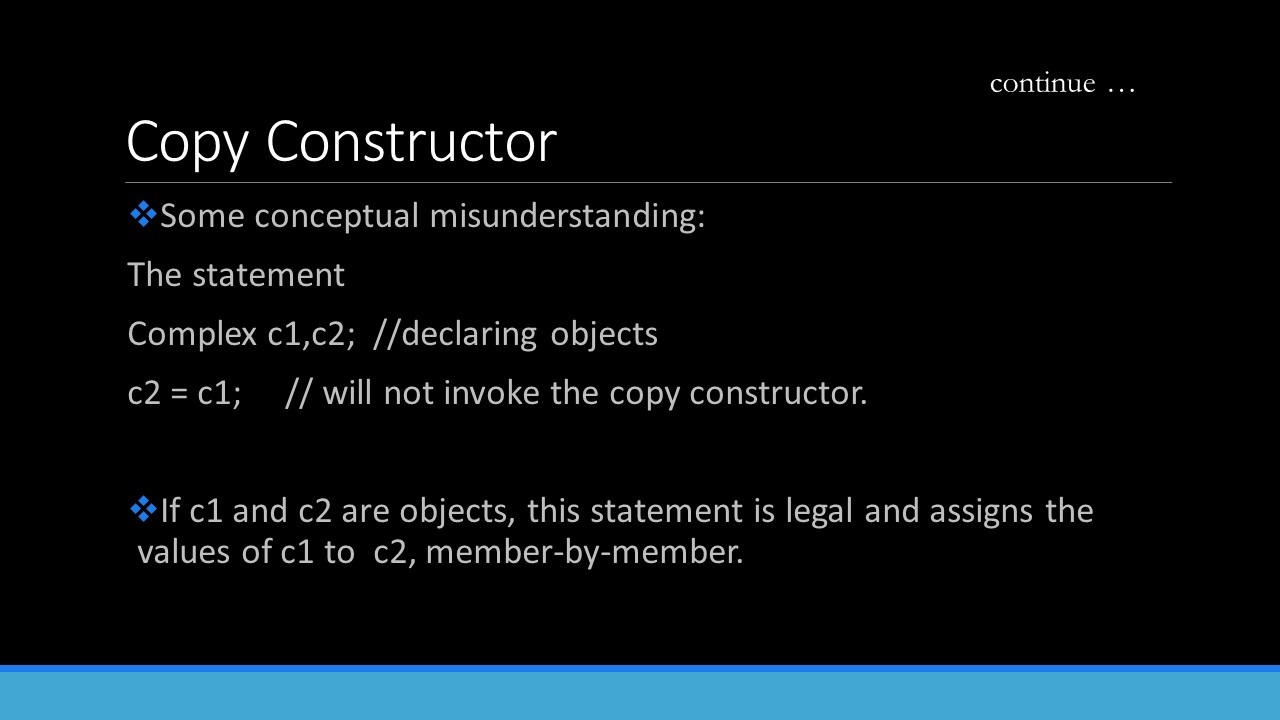 continue …
Copy Constructor
❖Some conceptual misunderstanding:
The statement
Complex c1,c2;  //declaring objects
c2 = c1;     // will not invoke the copy constructor.
❖If c1 and c2 are objects, this statement is legal and assigns the
values of c1 to  c2, member-by-member.